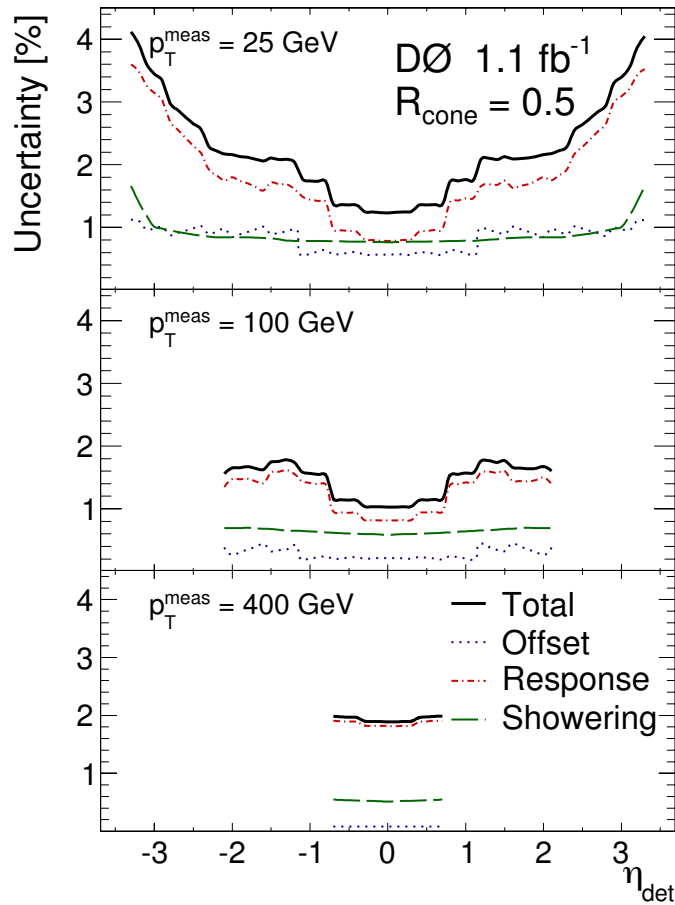 Uncertainty [%]
p_T^meas = 25 GeV
DØ 1.1 fb⁻¹
R_cone = 0.5
4
3
2
1
p_T^meas = 100 GeV
4
3
2
1
p_T^meas = 400 GeV
4
3
2
1
Total
Offset
Response
Showering
-3 -2 -1 0 1 2 3
η_det